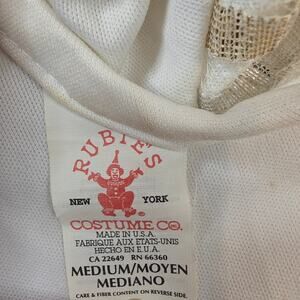 RUBIE'S
NEW YORK
COSTUME CO.
MADE IN U.S.A.
FABRIQUE AUX ETATS-UNIS
HECHO EN E.U.A.
CA 22649 RN 66360
MEDIUM/MOYEN
MEDIANO
CARE & FIBER CONTENT ON REVERSE SIDE.